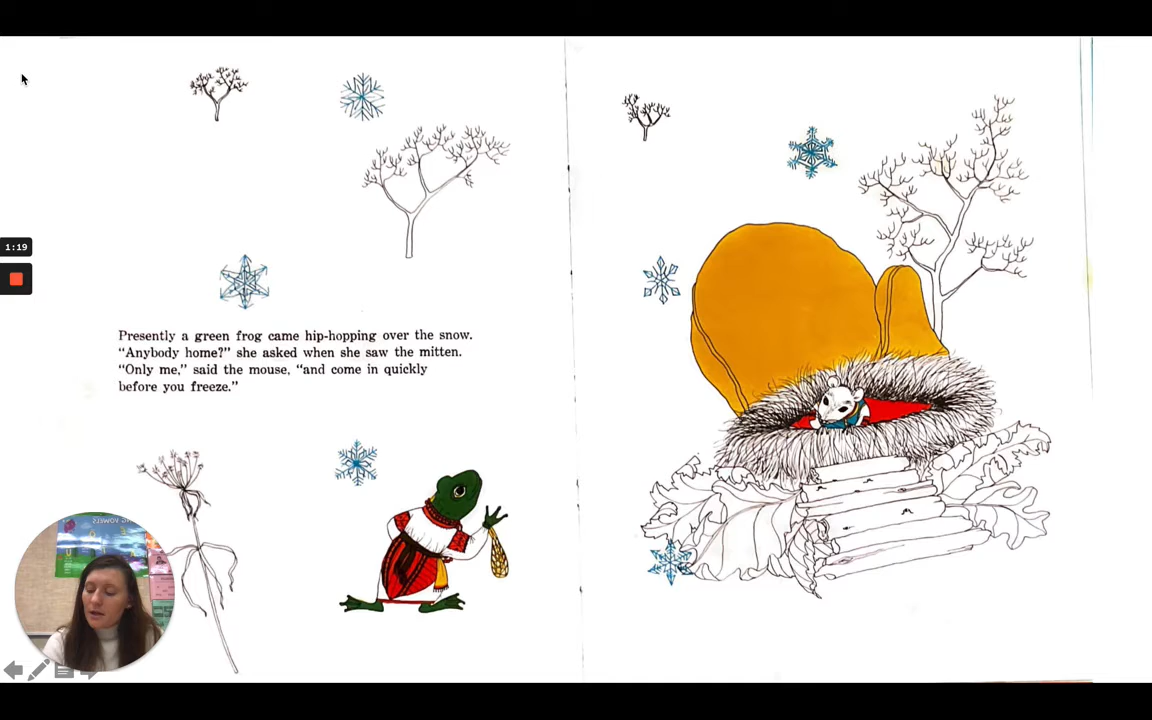 1:19
Presently a green frog came hip-hopping over the snow.
“Anybody home?” she asked when she saw the mitten.
“Only me,” said the mouse, “and come in quickly
before you freeze.”